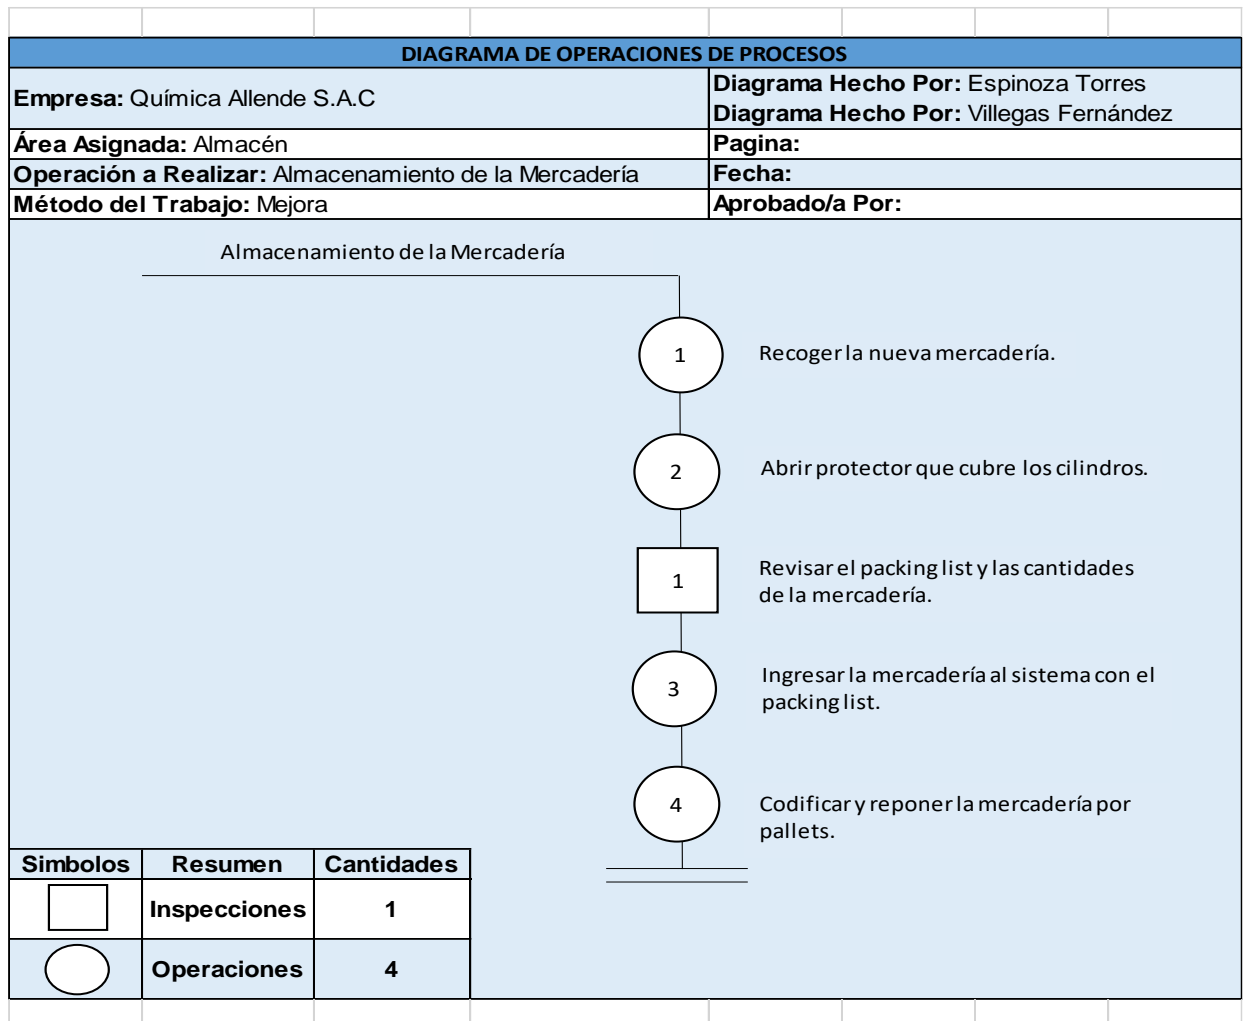 DIAGRAMA DE OPERACIONES DE PROCESOS
Empresa: Química Allende S.A.C
Diagrama Hecho Por: Espinoza Torres
Diagrama Hecho Por: Villegas Fernández
Área Asignada: Almacén
Pagina:
Operación a Realizar: Almacenamiento de la Mercadería
Fecha:
Método del Trabajo: Mejora
Aprobado/a Por:
Almacenamiento de la Mercadería
1
Recoger la nueva mercadería.
2
Abrir protector que cubre los cilindros.
1
Revisar el packing list y las cantidades
de la mercadería.
3
Ingresar la mercadería al sistema con el
packing list.
4
Codificar y reponer la mercadería por
pallets.
Simbolos Resumen Cantidades
Inspecciones 1
Operaciones 4